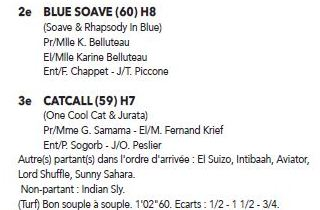 2e BLUE SOAVE (60) H8
(Soave & Rhapsody In Blue)
Pr/Mlle K. Belluteau
El/Mlle Karine Belluteau
Ent/F. Chappet - J/T. Piccone
3e CATCALL (59) H7
(One Cool Cat & Jurata)
Pr/Mme G. Samama - El/M. Fernand Krief
Ent/P. Sogorb - J/O. Peslier
Autre(s) partant(s) dans l'ordre d'arrivée : El Suizo, Intibaah, Aviator,
Lord Shuffle, Sunny Sahara.
Non-partant : Indian Sly.
(Turf) Bon souple à souple. 1'02"60. Ecarts : 1/2 - 1 1/2 - 3/4.